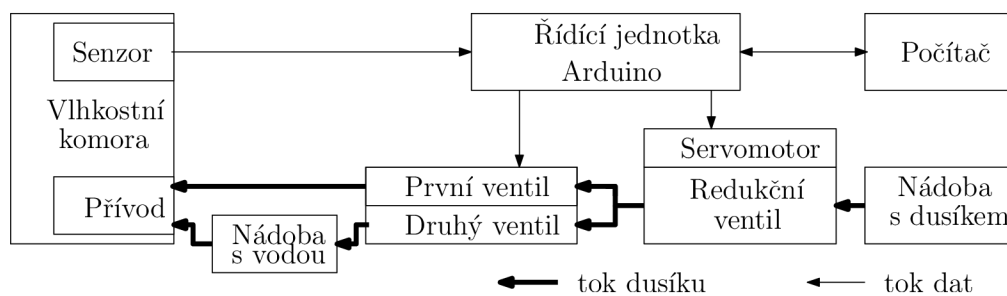 Senzor
Vlhkostní
komora
Přívod
Řídící jednotka
Arduino
Počítač
Servomotor
Redukční
ventil
První ventil
Druhý ventil
Nádoba
s dusíkem
Nádoba
s vodou
tok dusíku
tok dat